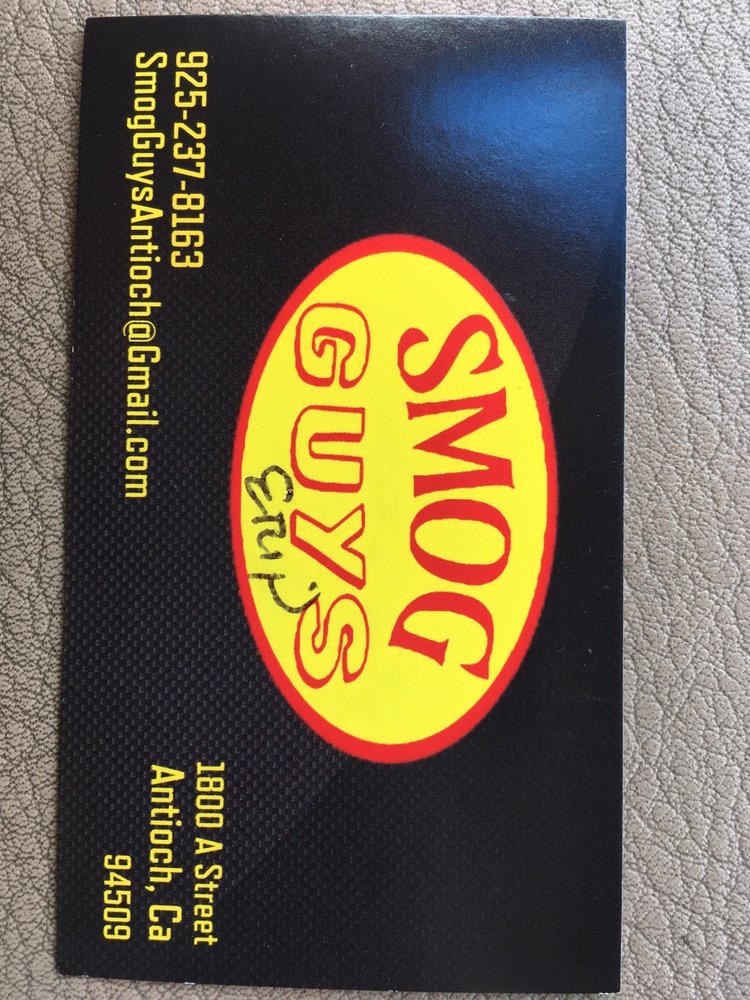 SMOG
GUYS
925-237-8163
SmogGuysAntioch@Gmail.com
1800 A Street
Antioch, Ca
94509